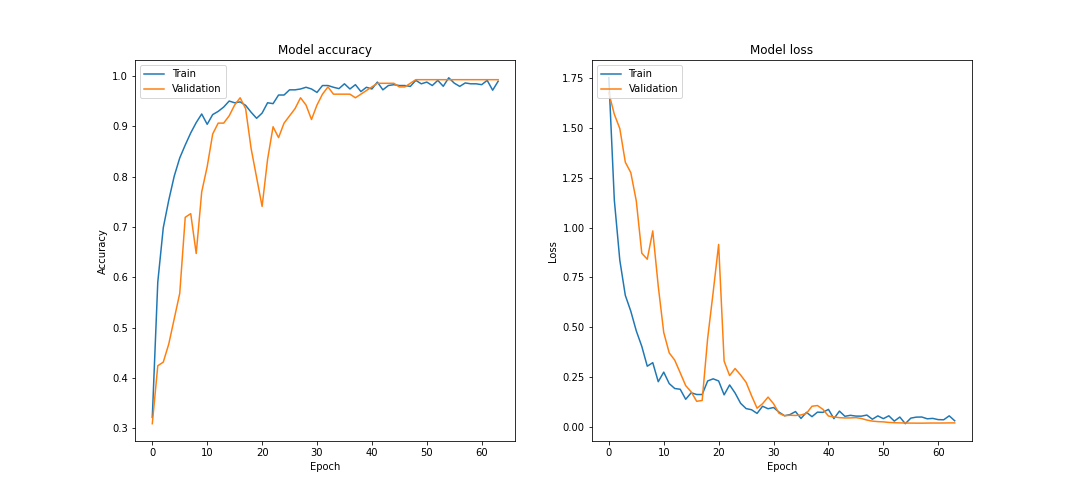 Model accuracy
Train
Validation
1.0
0.9
0.8
0.7
0.6
0.5
0.4
0.3
Accuracy
0 10 20 30 40 50 60
Epoch
Model loss
Train
Validation
1.75
1.50
1.25
1.00
0.75
0.50
0.25
0.00
Loss
0 10 20 30 40 50 60
Epoch